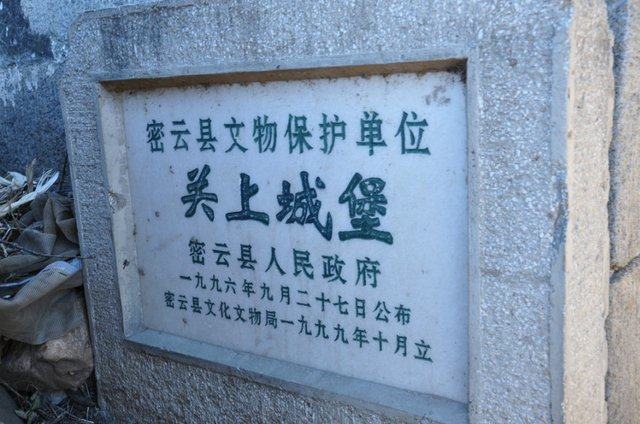 密云县文物保护单位
关上城堡
密云县人民政府
一九九六年九月二十七日公布
密云县文化文物局一九九九年十月立